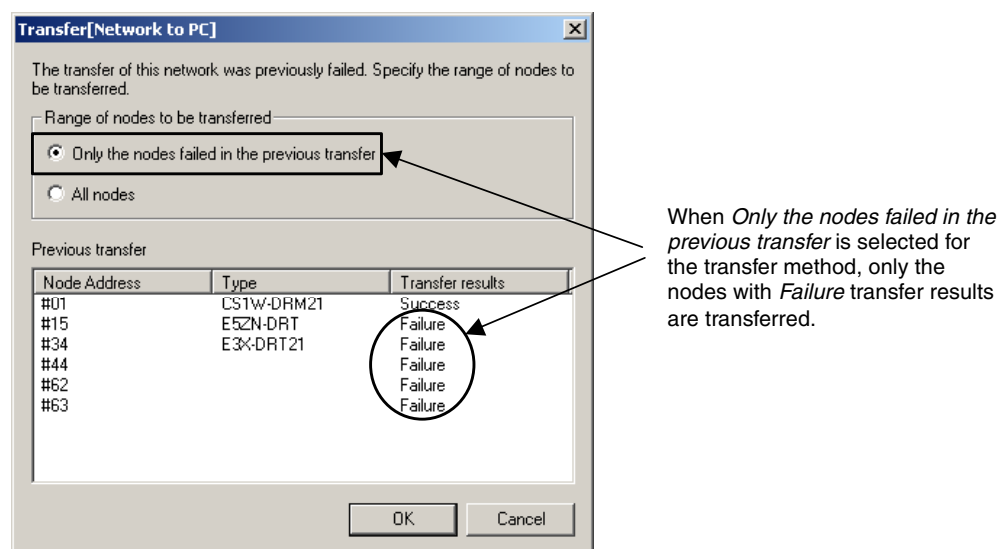 Transfer[Network to PC]
The transfer of this network was previously failed. Specify the range of nodes to
be transferred.
Range of nodes to be transferred
Only the nodes failed in the previous transfer
All nodes
Previous transfer
Node Address Type Transfer results
#01 CS1W-DRM21 Success
#15 E5ZN-DRT Failure
#34 E3X-DRT21 Failure
#44 Failure
#62 Failure
#63 Failure
OK Cancel
When Only the nodes failed in the
previous transfer is selected for
the transfer method, only the
nodes with Failure transfer results
are transferred.